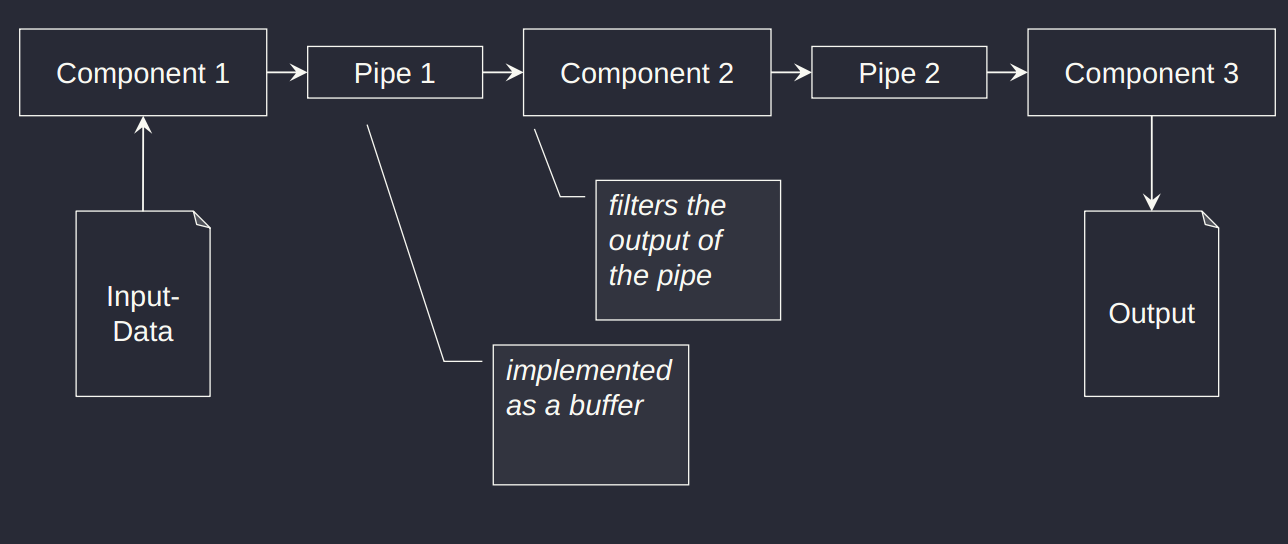 Component 1
Pipe 1
Component 2
Pipe 2
Component 3
filters the
output of
the pipe
Input-
Data
Output
implemented
as a buffer